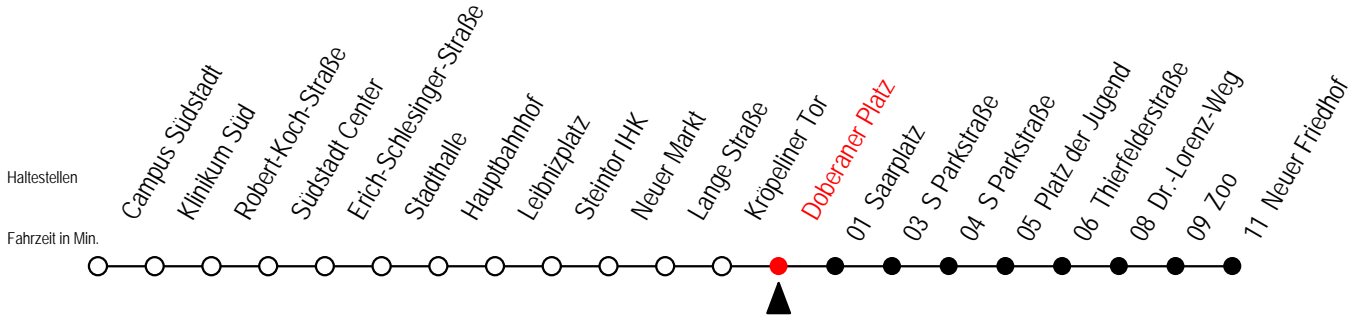 Haltestellen
Fahrzeit in Min.
Campus Südstadt
Klinikum Süd
Robert-Koch-Straße
Südstadt Center
Erich-Schlesinger-Straße
Stadthalle
Hauptbahnhof
Leibnizplatz
Steintor IHK
Neuer Markt
Lange Straße
Kröpeliner Tor
Doberaner Platz
01 Saarplatz
03 S Parkstraße
04 S Parkstraße
05 Platz der Jugend
06 Thierfelderstraße
08 Dr.-Lorenz-Weg
09 Zoo
11 Neuer Friedhof